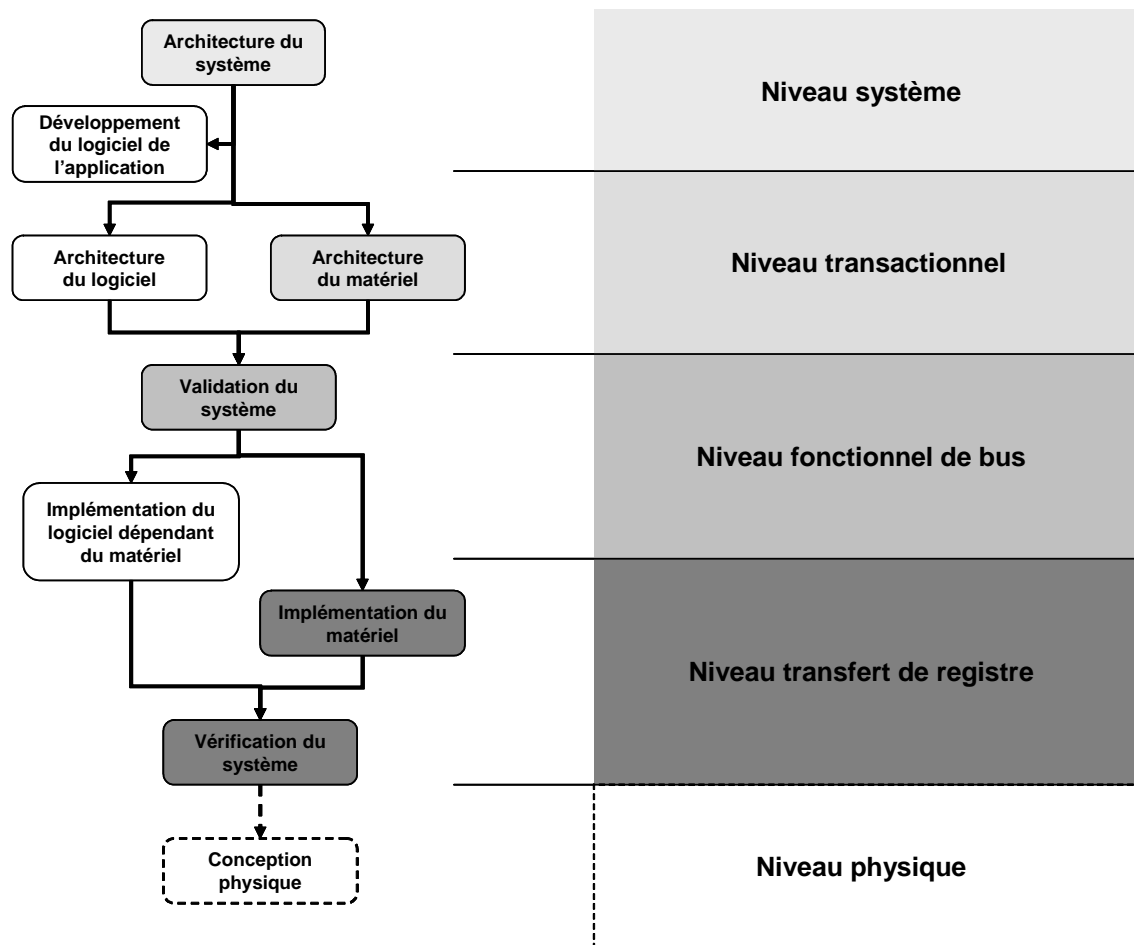 Architecture du
système
Niveau système
Développement
du logiciel de
l'application
Architecture
du logiciel
Architecture
du matériel
Niveau transactionnel
Validation du
système
Niveau fonctionnel de bus
Implémentation du
logiciel dépendant
du matériel
Implémentation du
matériel
Niveau transfert de registre
Vérification du
système
Conception
physique
Niveau physique